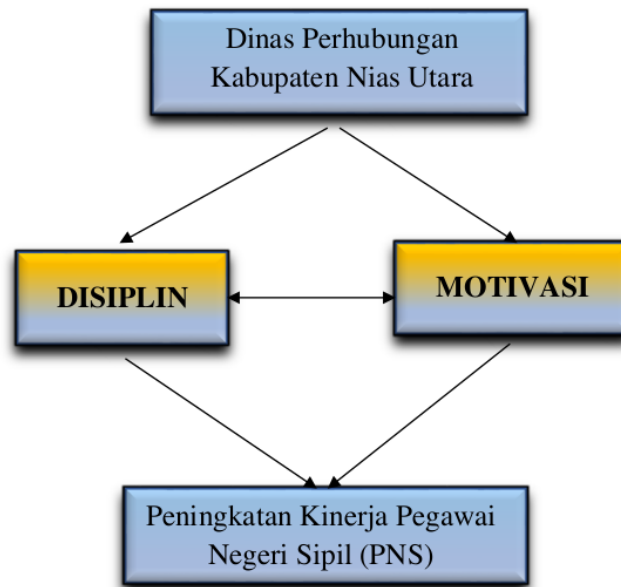 Dinas Perhubungan
Kabupaten Nias Utara
DISIPLIN
MOTIVASI
Peningkatan Kinerja Pegawai
Negeri Sipil (PNS)